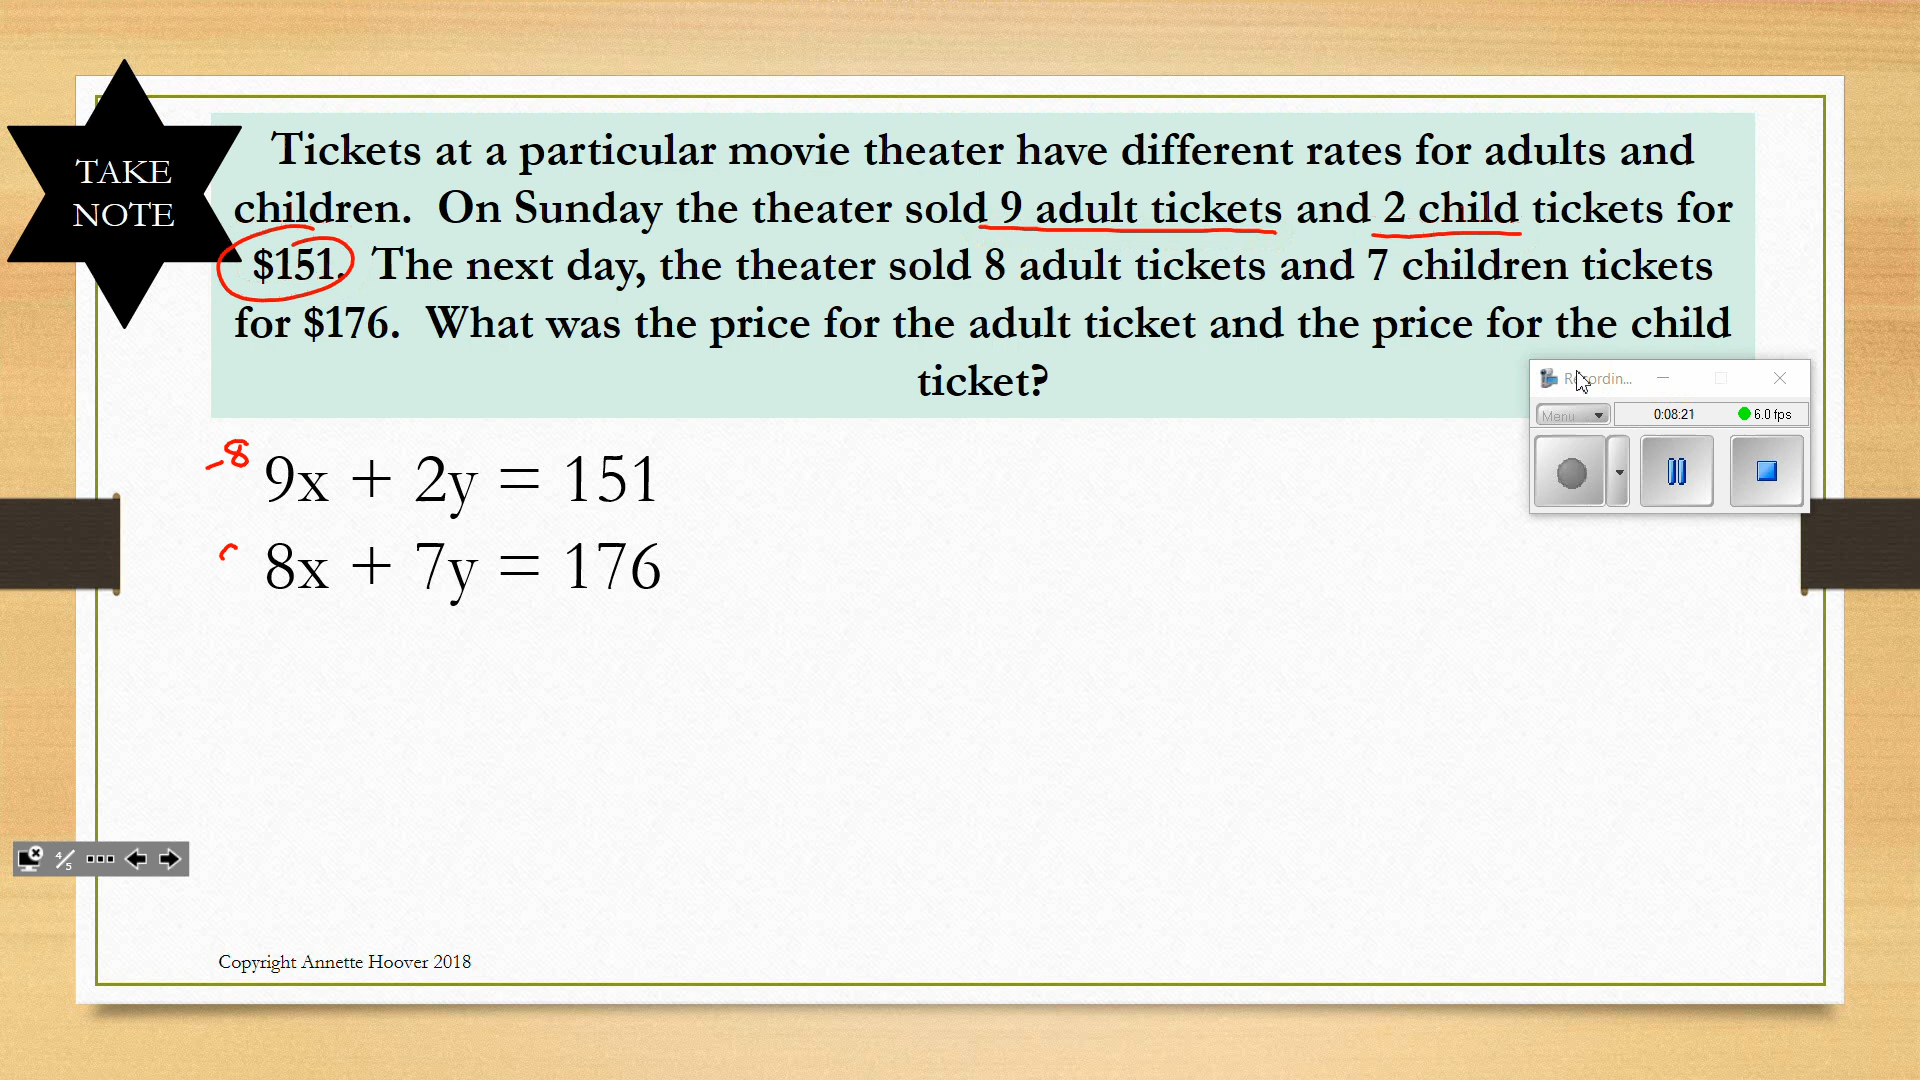 TAKE
NOTE
Tickets at a particular movie theater have different rates for adults and
children. On Sunday the theater sold 9 adult tickets and 2 child tickets for
$151. The next day, the theater sold 8 adult tickets and 7 children tickets
for $176. What was the price for the adult ticket and the price for the child
ticket?
-8 9x + 2y = 151
8x + 7y = 176
Menu
0:08:21
6.0 fps
4/5
Copyright Annette Hoover 2018